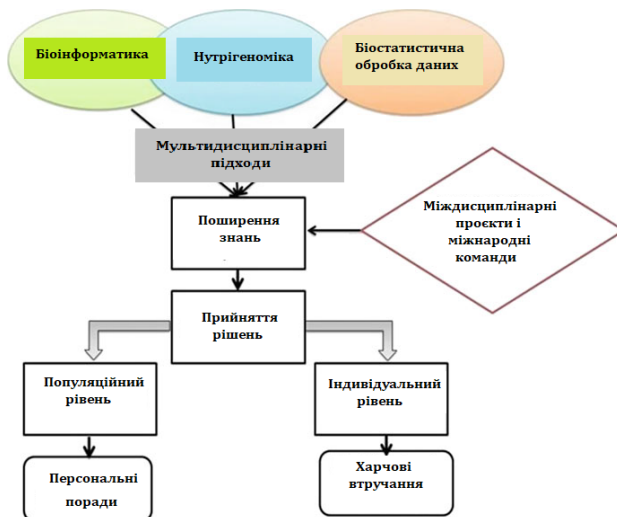 Біоінформатика
Нутрігеноміка
Біостатистична
обробка даних
Мультидисциплінарні
підходи
Поширення
знань
Міждисциплінарні
проєкти і
міжнародні
команди
Прийняття
рішень
Популяційний
рівень
Індивідуальний
рівень
Персональні
поради
Харчові
втручання